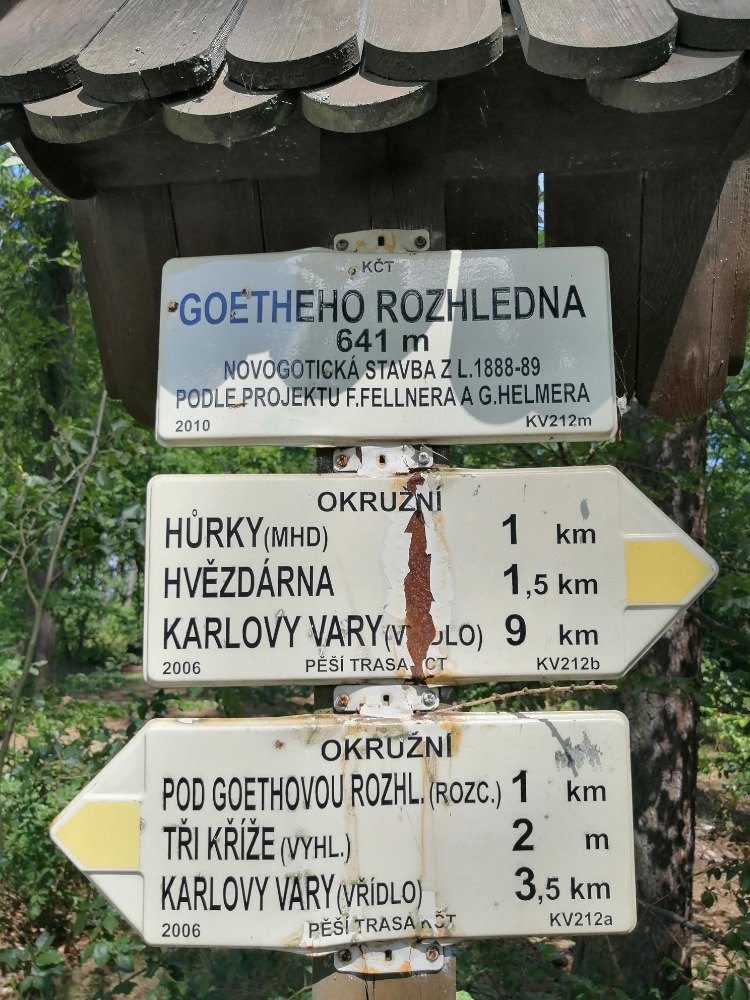 KČT
GOETHEHO ROZHLEDNA
641 m
NOVOGOTICKÁ STAVBA Z L.1888-89
PODLE PROJEKTU F.FELLNERA A G.HELMERA
2010 KV212m
OKRUŽNÍ
HŮRKY(MHD) 1 km
HVĚZDÁRNA 1,5 km
KARLOVY VARY 9 km
2006 PĚŠÍ TRASA KV212b
OKRUŽNÍ
POD GOETHOVOU ROZHL.(ROZC.) 1 km
TŘI KŘÍŽE(VYHL.) 2 m
KARLOVY VARY(VŘÍDLO) 3,5 km
2006 PĚŠÍ TRASA KČT KV212a